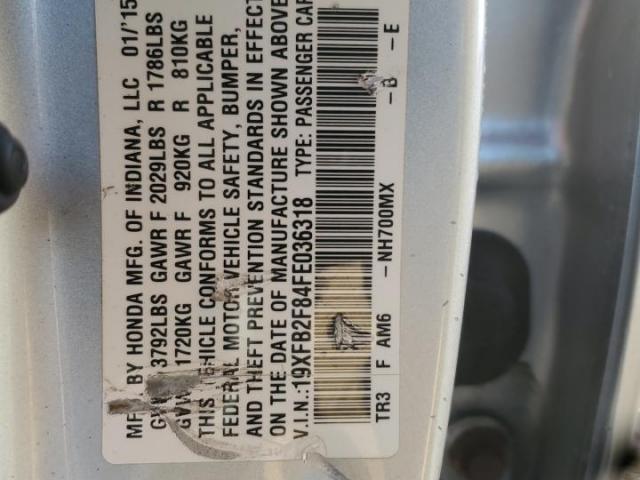 MFD. BY HONDA MFG. OF INDIANA, LLC 01/'15
3792LBS GAWR F 2029LBS R 1786LBS
1720KG GAWR F 920KG R 810KG
THIS VEHICLE CONFORMS TO ALL APPLICABLE
FEDERAL MOTOR VEHICLE SAFETY, BUMPER,
AND THEFT PREVENTION STANDARDS IN EFFECT
ON THE DATE OF MANUFACTURE SHOWN ABOVE
V.I.N.:19XFB2F84FE036318 TYPE: PASSENGER CAR
TR3 F AM6 -NH700MX -B -E